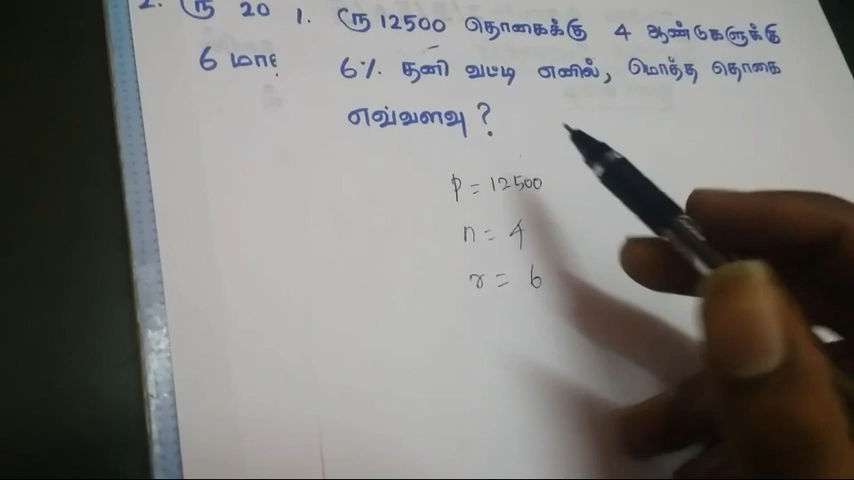 2. ரூ 20
6 மா
1. ரூ 12500 தொகைக்கு 4 ஆண்டுகளுக்கு
6% தனி வட்டி எனில், மொத்த தொகை
எவ்வளவு ?
p = 12500
n = 4
r = 6